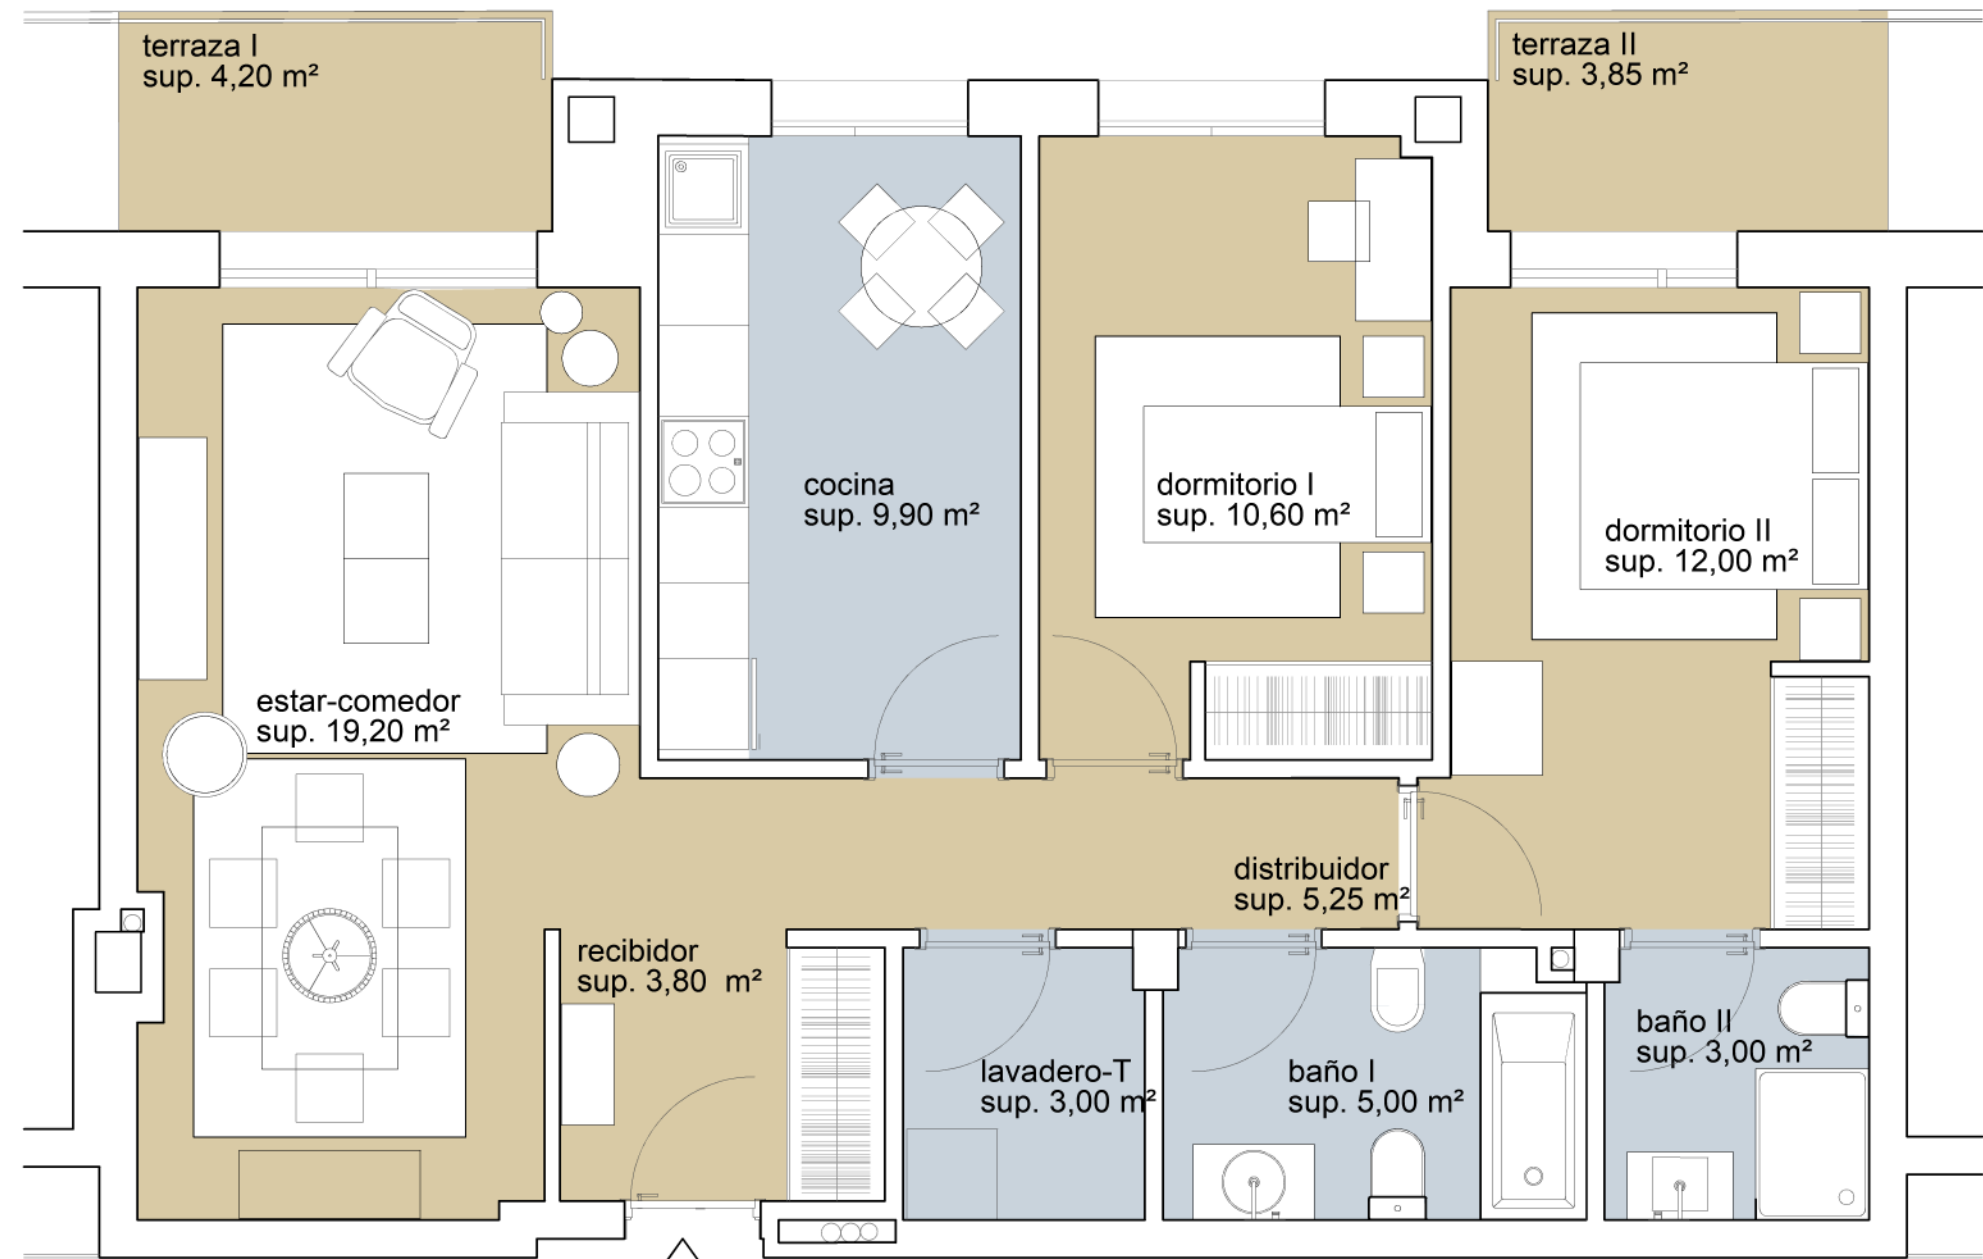 terraza I
sup. 4,20 m²
terraza II
sup. 3,85 m²
cocina
sup. 9,90 m²
dormitorio I
sup. 10,60 m²
dormitorio II
sup. 12,00 m²
estar-comedor
sup. 19,20 m²
distribuidor
sup. 5,25 m²
recibidor
sup. 3,80  m²
lavadero-T
sup. 3,00 m²
baño I
sup. 5,00 m²
baño II
sup. 3,00 m²